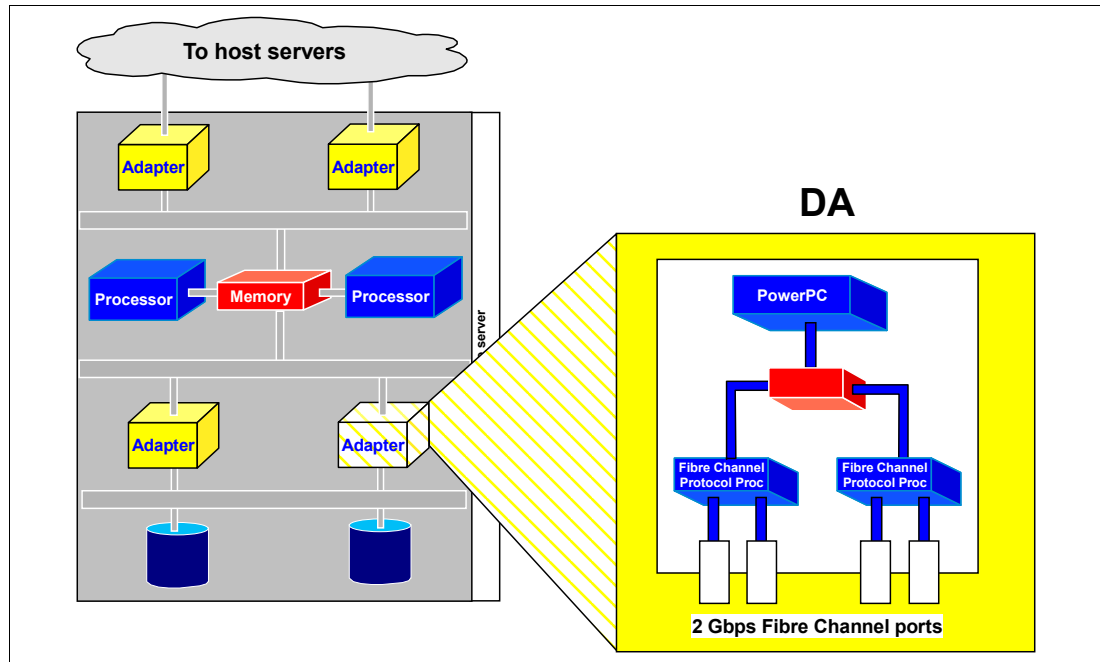 To host servers
Adapter
Adapter
DA
Processor
Memory
Processor
PowerPC
server
Adapter
Adapter
Fibre Channel
Protocol Proc
Fibre Channel
Protocol Proc
2 Gbps Fibre Channel ports